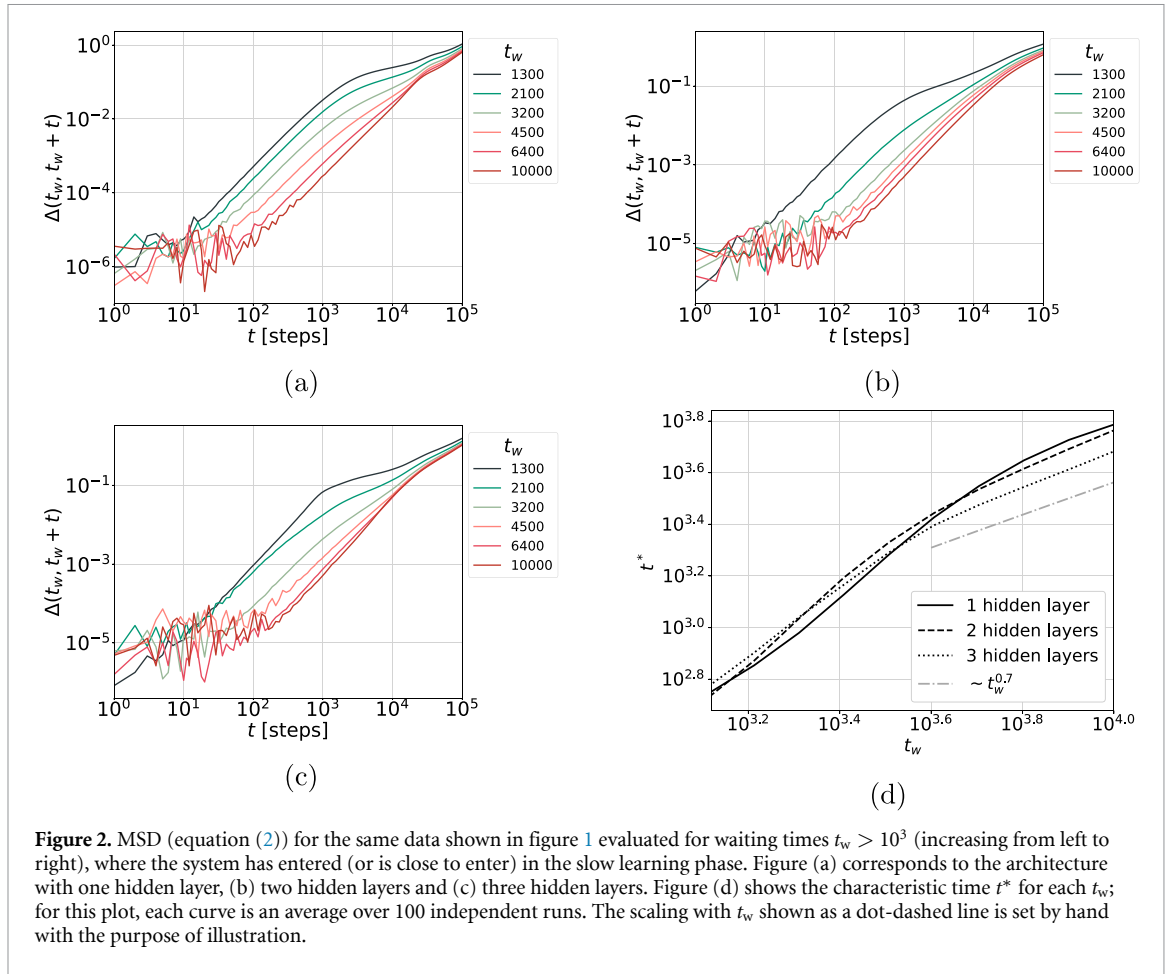 10^0
10^-2
10^-4
10^-6
Δ(t_w, t_w + t)
10^0 10^1 10^2 10^3 10^4 10^5
t [steps]
t_w
1300
2100
3200
4500
6400
10000
(a)
10^-1
10^-3
10^-5
Δ(t_w, t_w + t)
10^0 10^1 10^2 10^3 10^4 10^5
t [steps]
t_w
1300
2100
3200
4500
6400
10000
(b)
10^-1
10^-3
10^-5
Δ(t_w, t_w + t)
10^0 10^1 10^2 10^3 10^4 10^5
t [steps]
t_w
1300
2100
3200
4500
6400
10000
(c)
10^3.8
10^3.6
10^3.4
10^3.2
10^3.0
10^2.8
t*
10^3.2 10^3.4 10^3.6 10^3.8 10^4.0
t_w
1 hidden layer
2 hidden layers
3 hidden layers
~ t_w^0.7
(d)
Figure 2. MSD (equation (2)) for the same data shown in figure 1 evaluated for waiting times t_w > 10^3 (increasing from left to
right), where the system has entered (or is close to enter) in the slow learning phase. Figure (a) corresponds to the architecture
with one hidden layer, (b) two hidden layers and (c) three hidden layers. Figure (d) shows the characteristic time t* for each t_w;
for this plot, each curve is an average over 100 independent runs. The scaling with t_w shown as a dot-dashed line is set by hand
with the purpose of illustration.